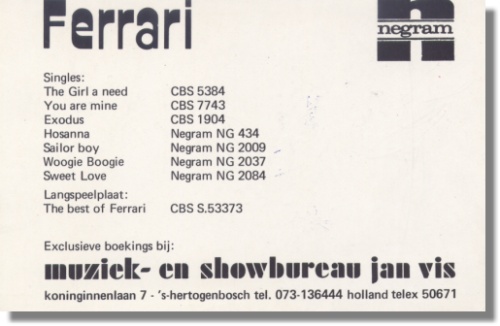 Ferrari
negram
Singles:
The Girl a need CBS 5384
You are mine CBS 7743
Exodus CBS 1904
Hosanna Negram NG 434
Sailor boy Negram NG 2009
Woogie Boogie Negram NG 2037
Sweet Love Negram NG 2084
Langspeelplaat:
The best of Ferrari CBS S.53373
Exclusieve boekings bij:
muziek- en showbureau jan vis
koninginnenlaan 7 - 's-hertogenbosch tel. 073-136444 holland telex 50671